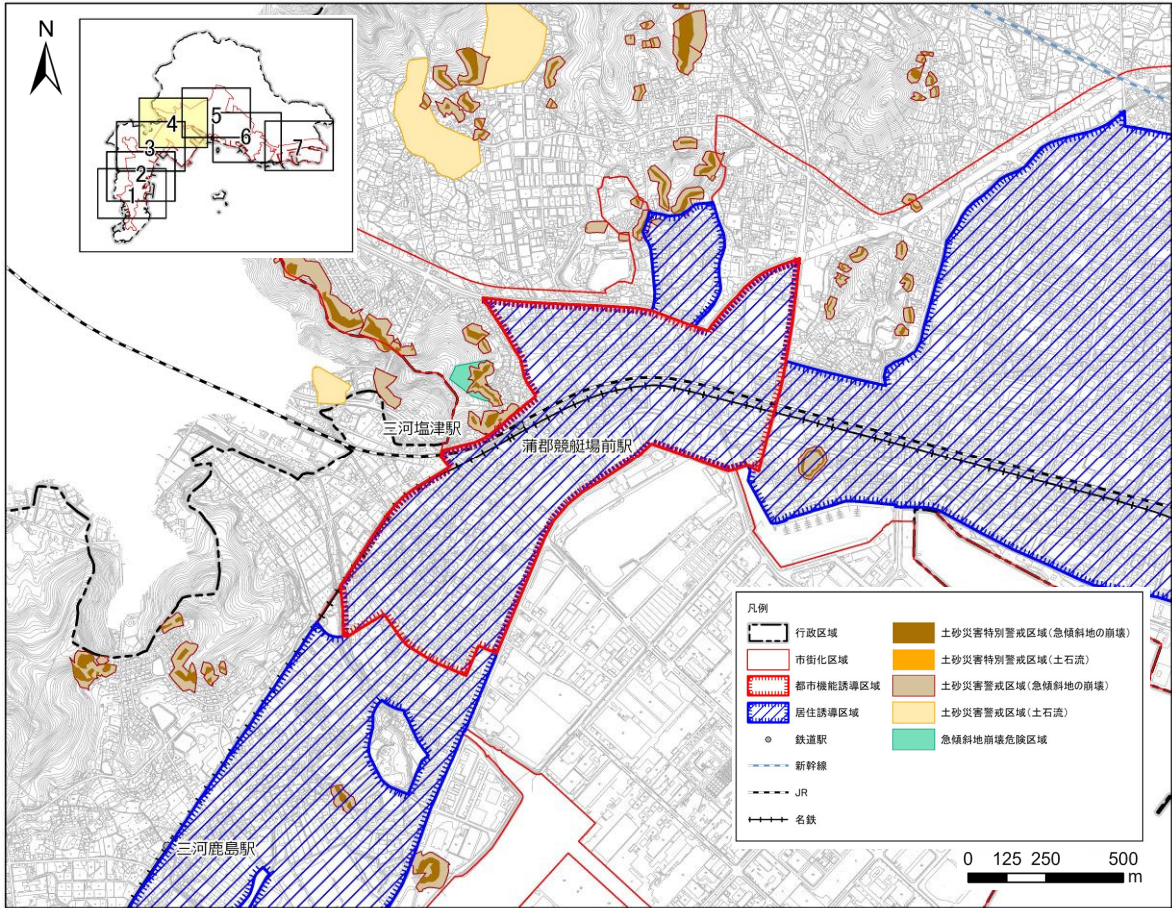 N
5
4
6
7
3
2
1
三河塩津駅
蒲郡競艇場前駅
三河鹿島駅
凡例
行政区域
市街化区域
都市機能誘導区域
居住誘導区域
鉄道駅
新幹線
JR
名鉄
土砂災害特別警戒区域(急傾斜地の崩壊)
土砂災害特別警戒区域(土石流)
土砂災害警戒区域(急傾斜地の崩壊)
土砂災害警戒区域(土石流)
急傾斜地崩壊危険区域
0 125 250 500
m